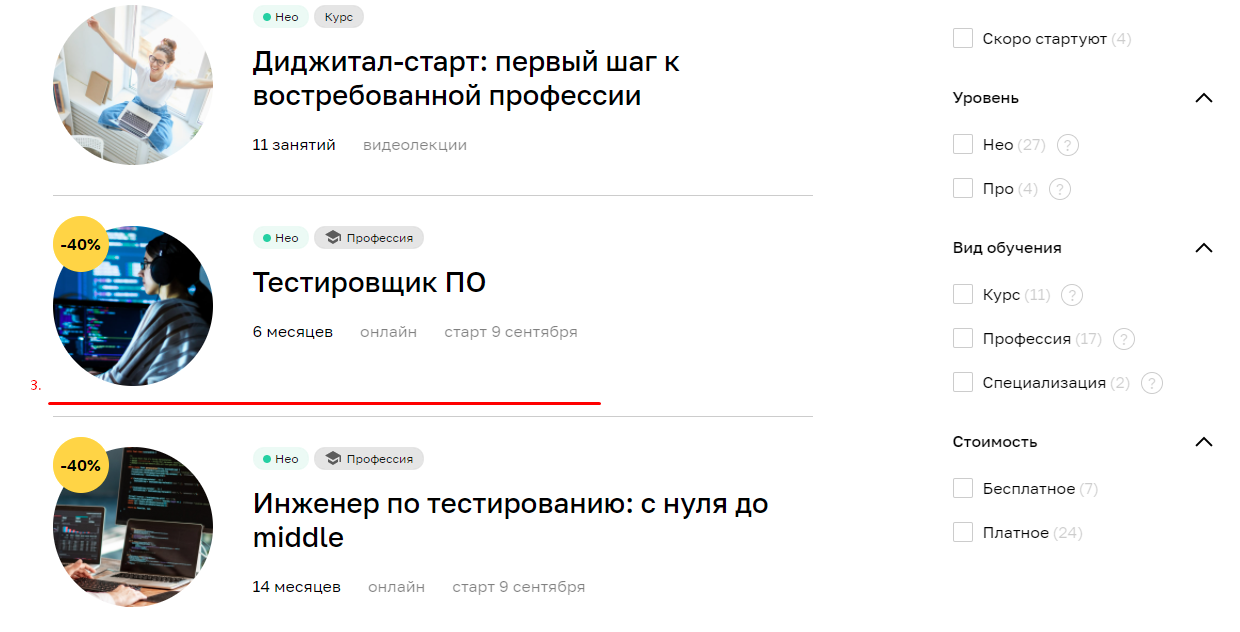 Нео Курс
Диджитал-старт: первый шаг к
востребованной профессии
11 занятий видеолекции
-40%
Нео Профессия
Тестировщик ПО
6 месяцев онлайн старт 9 сентября
3.
-40%
Нео Профессия
Инженер по тестированию: с нуля до
middle
14 месяцев онлайн старт 9 сентября
Скоро стартуют (4)
Уровень
Нео (27) ?
Про (4) ?
Вид обучения
Курс (11) ?
Профессия (17) ?
Специализация (2) ?
Стоимость
Бесплатное (7)
Платное (24)